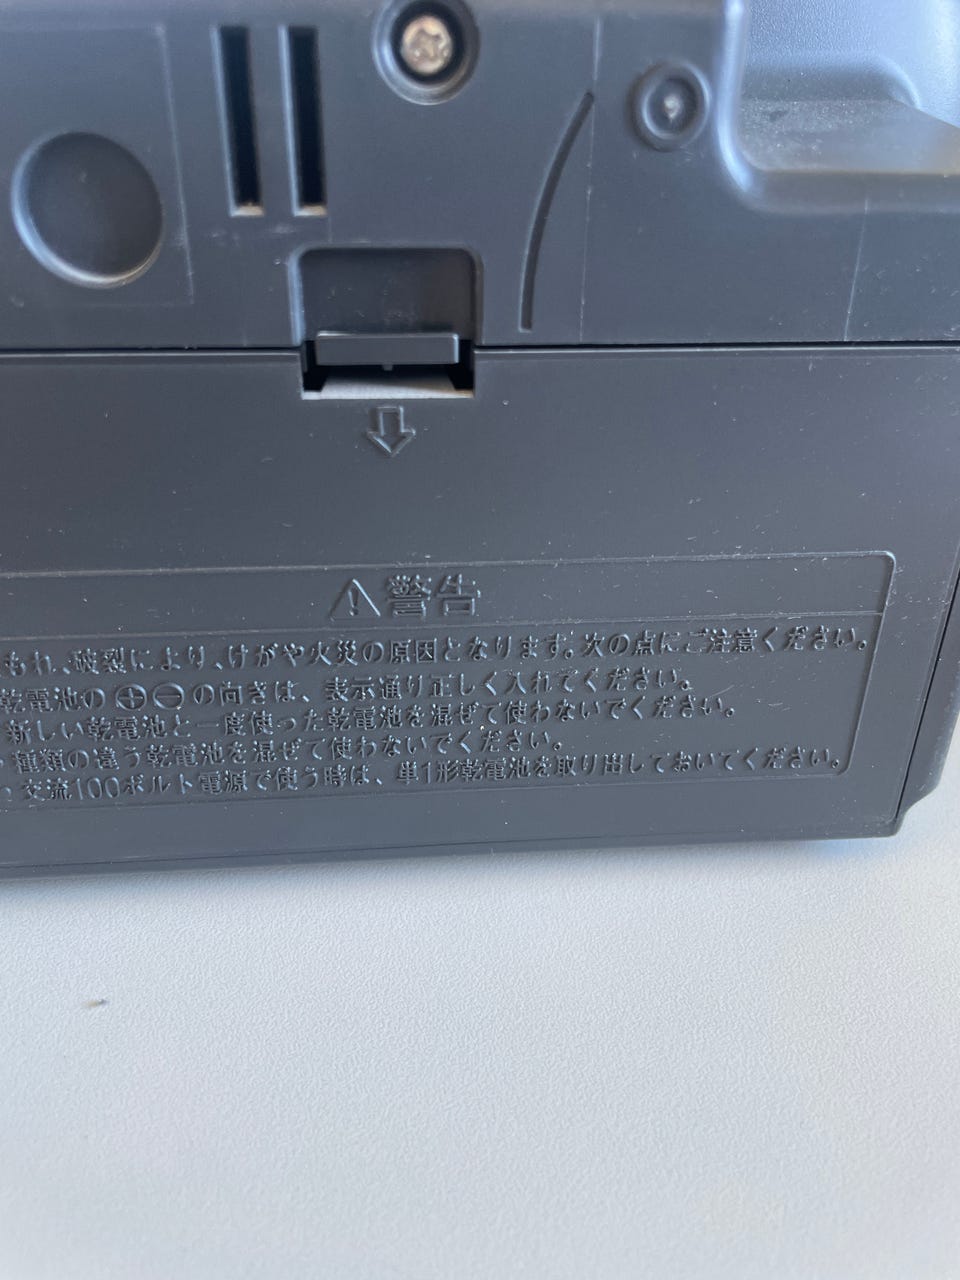 ⚠警告
もれ、破裂により、けがや火災の原因となります。次の点にご注意ください。
乾電池の⊕⊖の向きは、表示通り正しく入れてください。
新しい乾電池と一度使った乾電池を混ぜて使わないでください。
種類の違う乾電池を混ぜて使わないでください。
交流100ボルト電源で使う時は、単1形乾電池を取り出しておいてください。